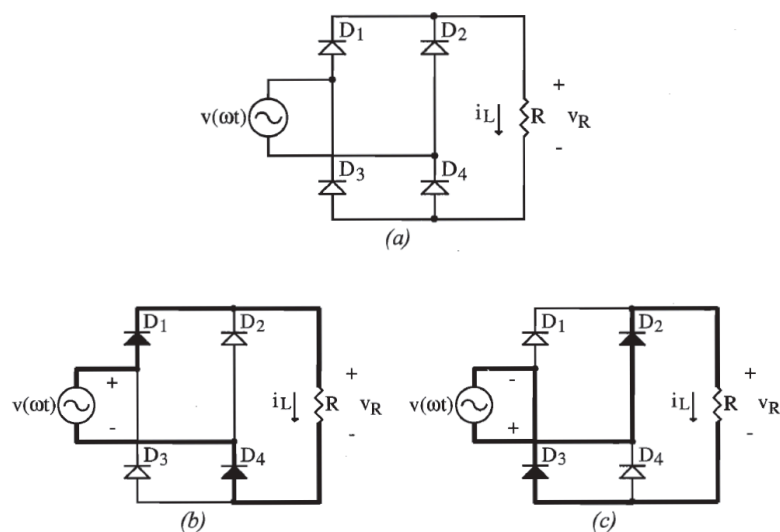 D1 D2
v(ωt)
iL R + vR -
D3 D4
(a)
D1 D2
+
v(ωt)
-
iL R + vR -
D3 D4
(b)
D1 D2
-
v(ωt)
+
iL R + vR -
D3 D4
(c)